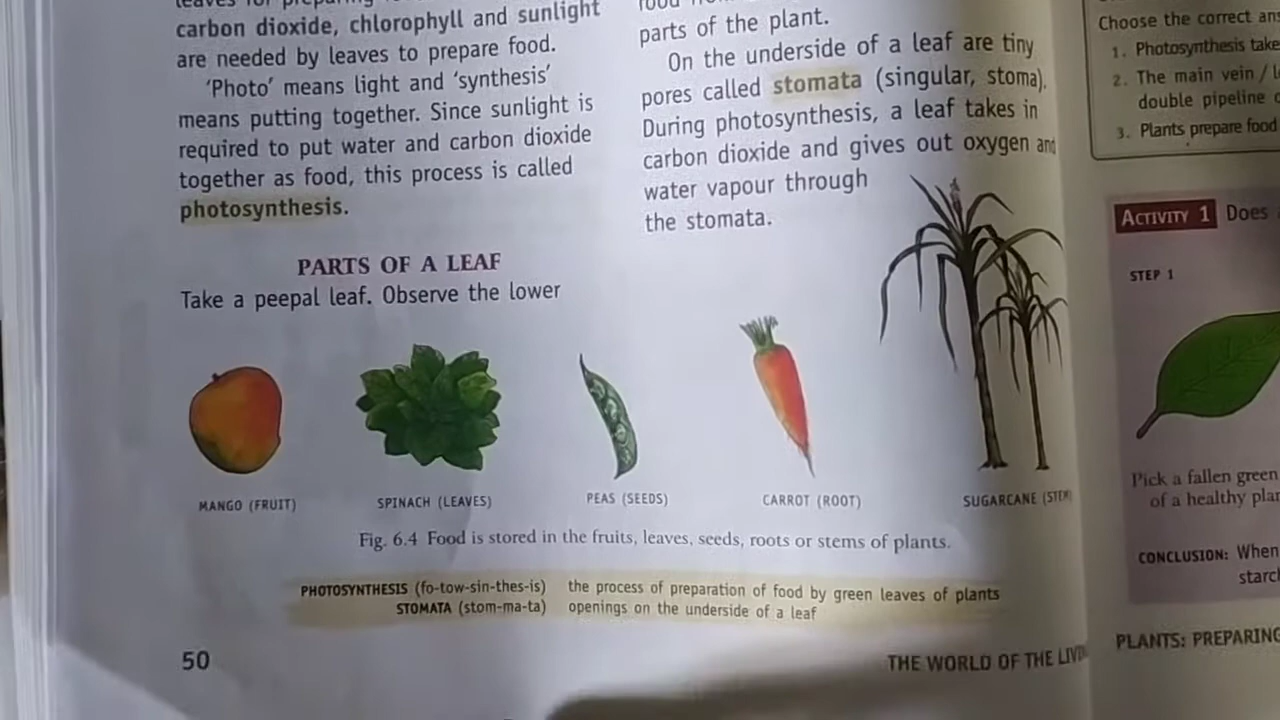 leaves for preparing
carbon dioxide, chlorophyll and sunlight
are needed by leaves to prepare food.
'Photo' means light and 'synthesis'
means putting together. Since sunlight is
required to put water and carbon dioxide
together as food, this process is called
photosynthesis.
PARTS OF A LEAF
Take a peepal leaf. Observe the lower
food
parts of the plant.
On the underside of a leaf are tiny
pores called stomata (singular, stoma).
During photosynthesis, a leaf takes in
carbon dioxide and gives out oxygen and
water vapour through
the stomata.
MANGO (FRUIT)
SPINACH (LEAVES)
PEAS (SEEDS)
CARROT (ROOT)
SUGARCANE (STEM
Fig. 6.4 Food is stored in the fruits, leaves, seeds, roots or stems of plants.
PHOTOSYNTHESIS (fo-tow-sin-thes-is) the process of preparation of food by green leaves of plants
STOMATA (stom-ma-ta) openings on the underside of a leaf
50
THE WORLD OF THE
Choose the correct
1. Photosynthesis
2. The main vein /
double pipeline
3. Plants prepare food
ACTIVITY 1 Does
STEP 1
Pick a fallen green
of a healthy
CONCLUSION: When
PLANTS: PREPARING